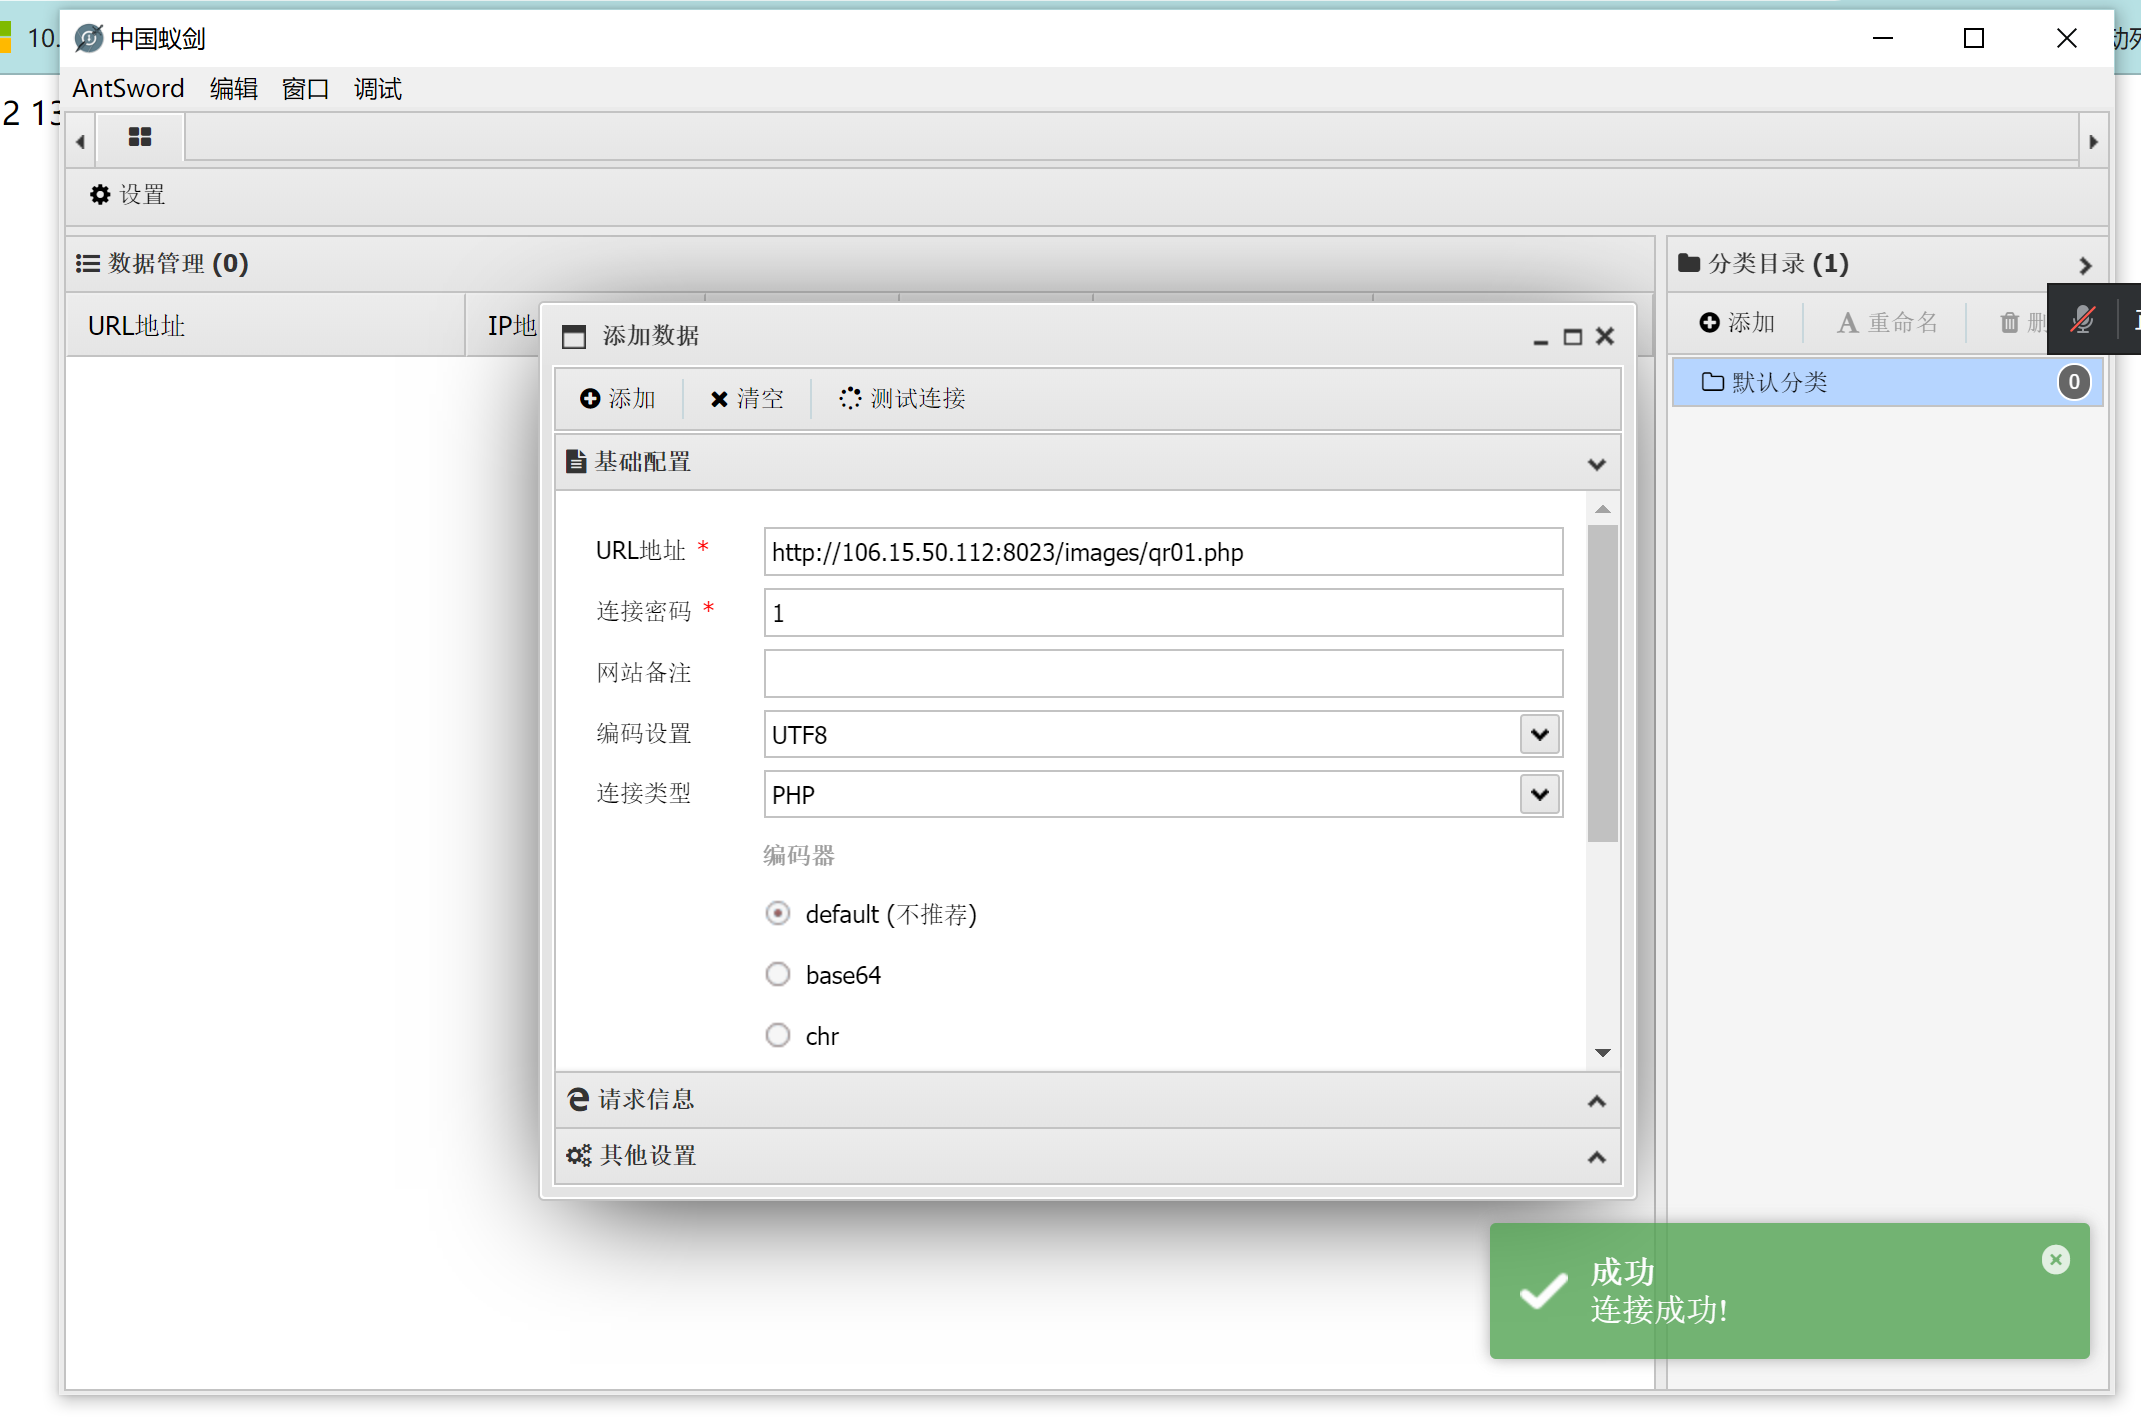 10.
中国蚁剑
AntSword 编辑 窗口 调试
2 13
设置
数据管理 (0)
分类目录 (1)
URL地址 IP地
添加 重命名 删
默认分类 0
添加数据
添加 清空 测试连接
基础配置
URL地址 * http://106.15.50.112:8023/images/qr01.php
连接密码 * 1
网站备注
编码设置 UTF8
连接类型 PHP
编码器
default (不推荐)
base64
chr
请求信息
其他设置
成功
连接成功!